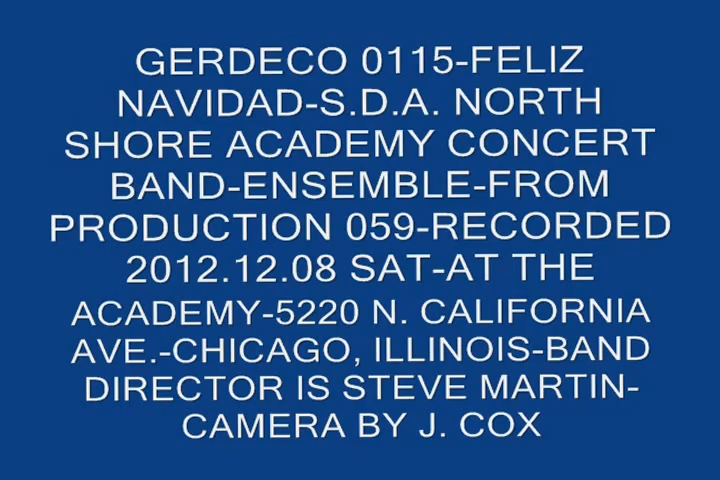 GERDECO 0115-FELIZ
NAVIDAD-S.D.A. NORTH
SHORE ACADEMY CONCERT
BAND-ENSEMBLE-FROM
PRODUCTION 059-RECORDED
2012.12.08 SAT-AT THE
ACADEMY-5220 N. CALIFORNIA
AVE.-CHICAGO, ILLINOIS-BAND
DIRECTOR IS STEVE MARTIN-
CAMERA BY J. COX